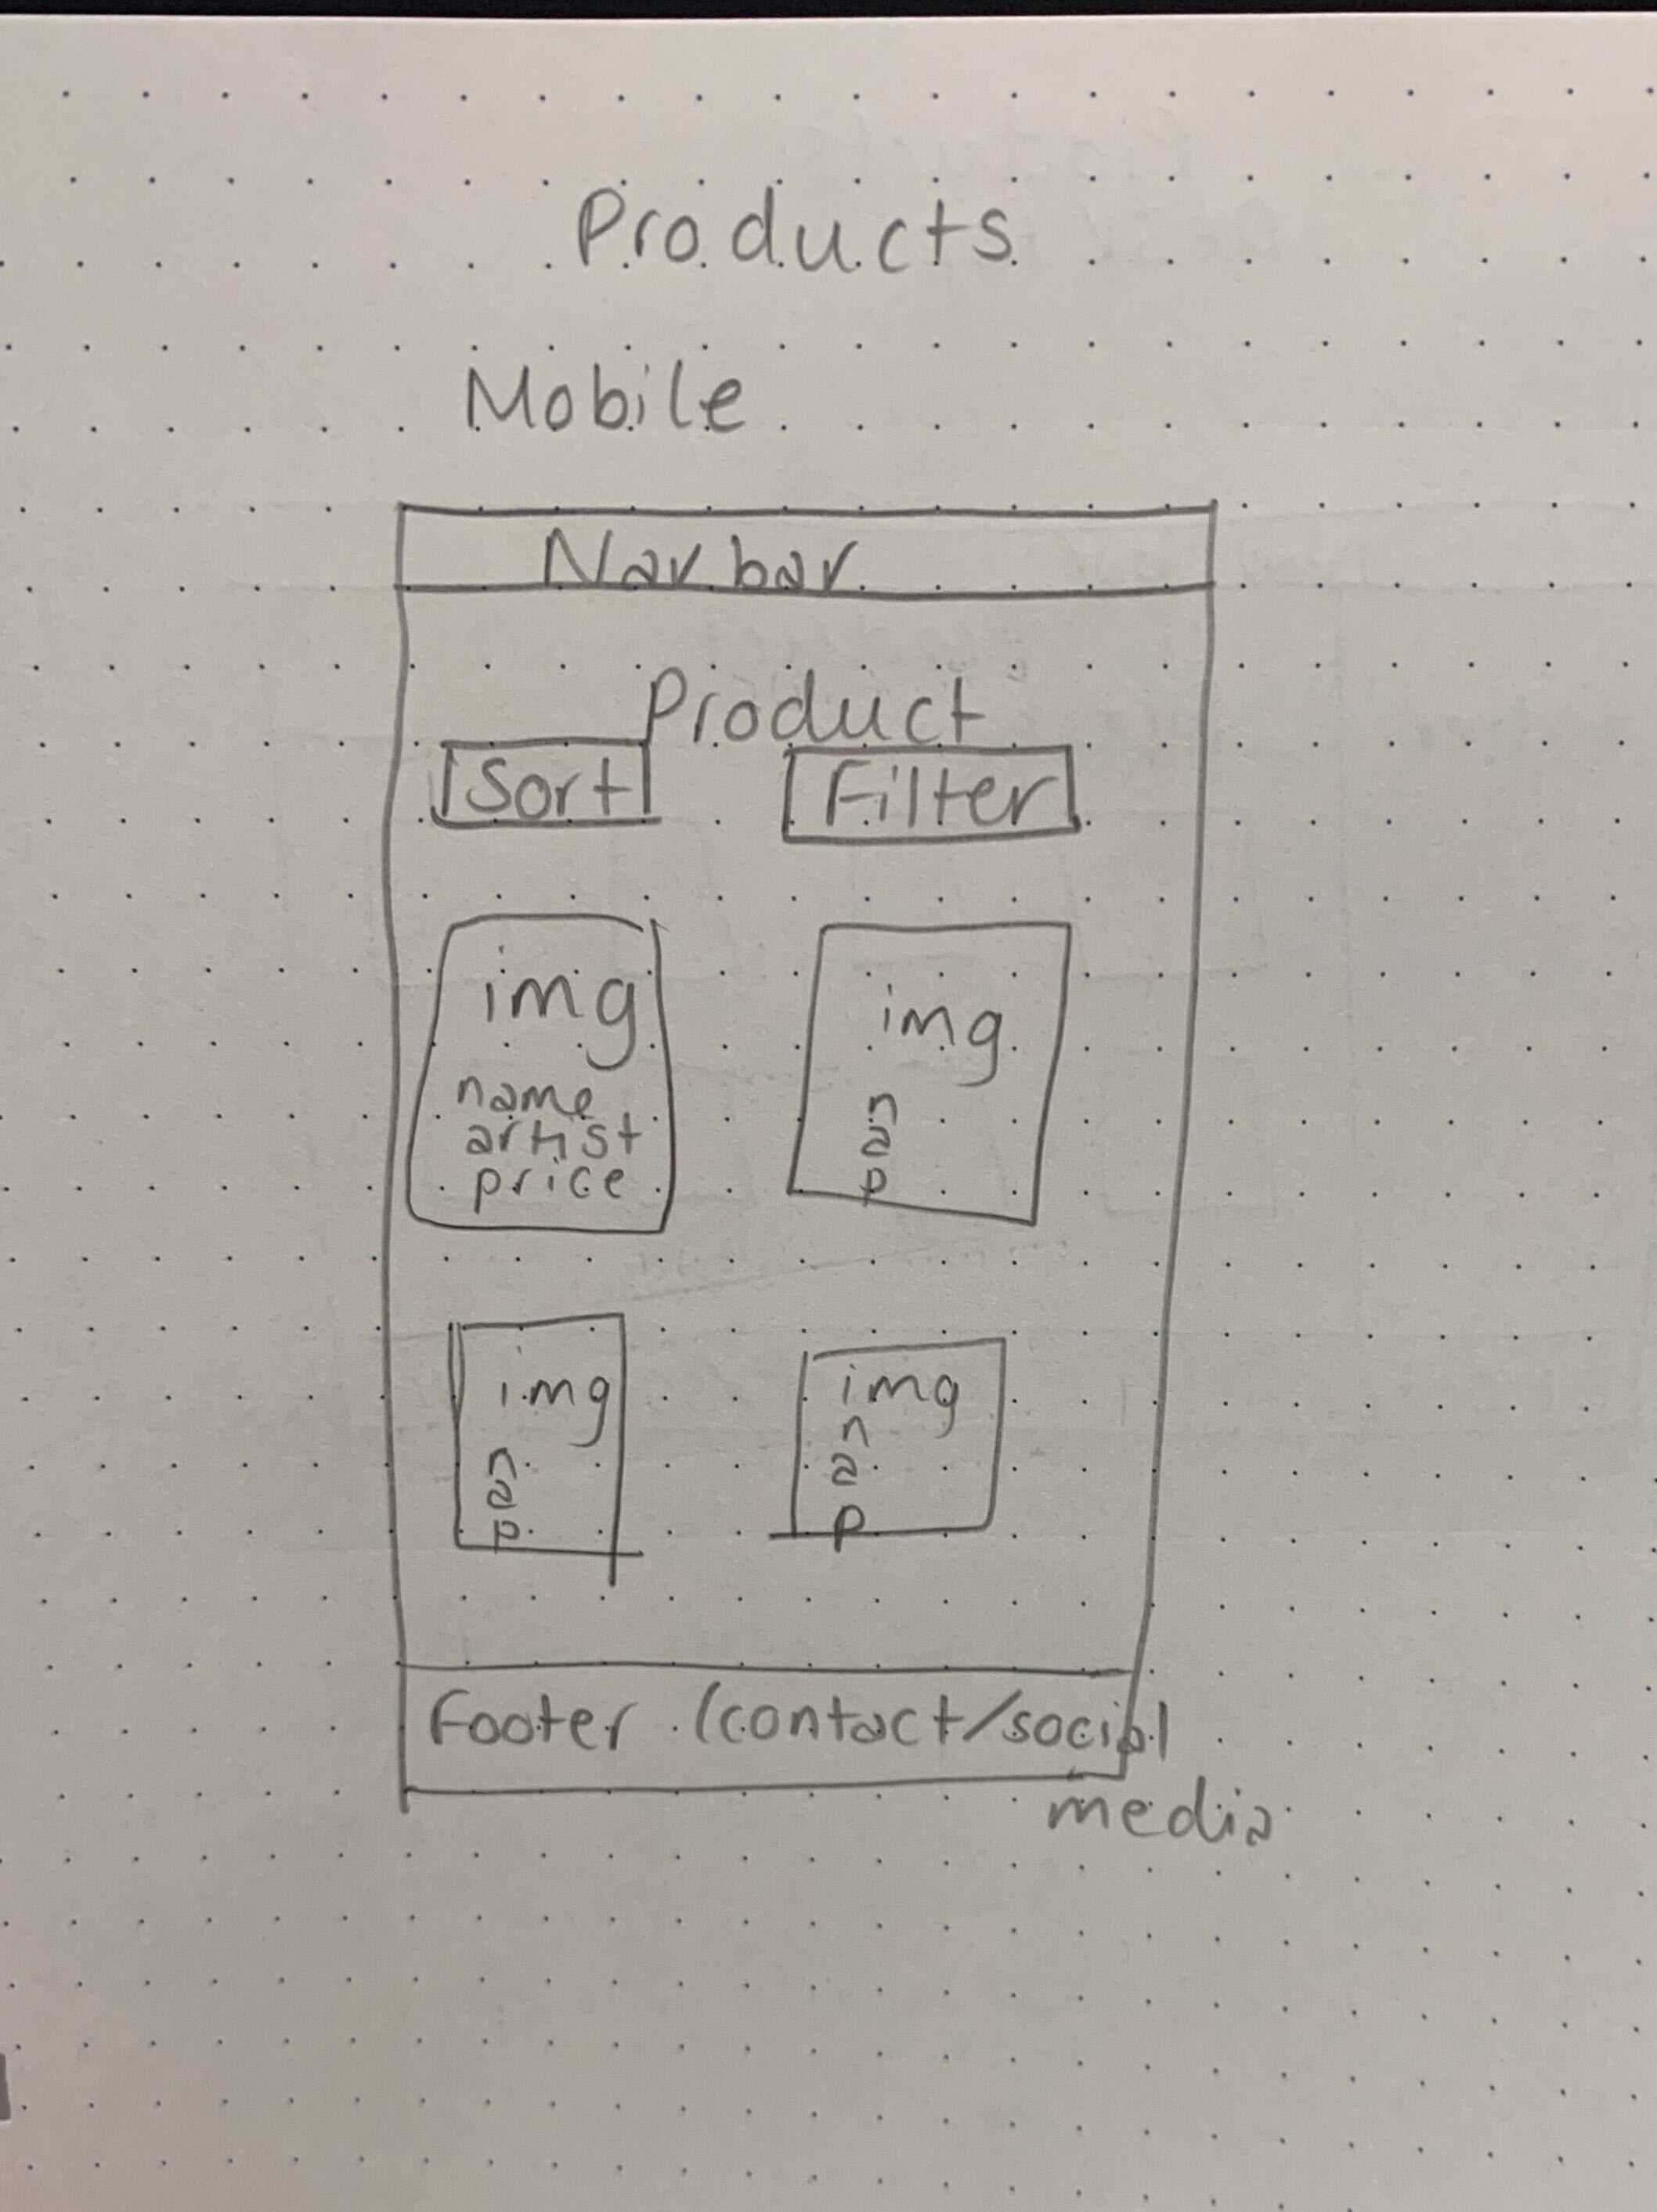 Products
Mobile
Navbar
Product
Sort Filter
img
name
artist
price
img
n
a
p
img
n
a
p
img
n
a
p
Footer (contact/social
media